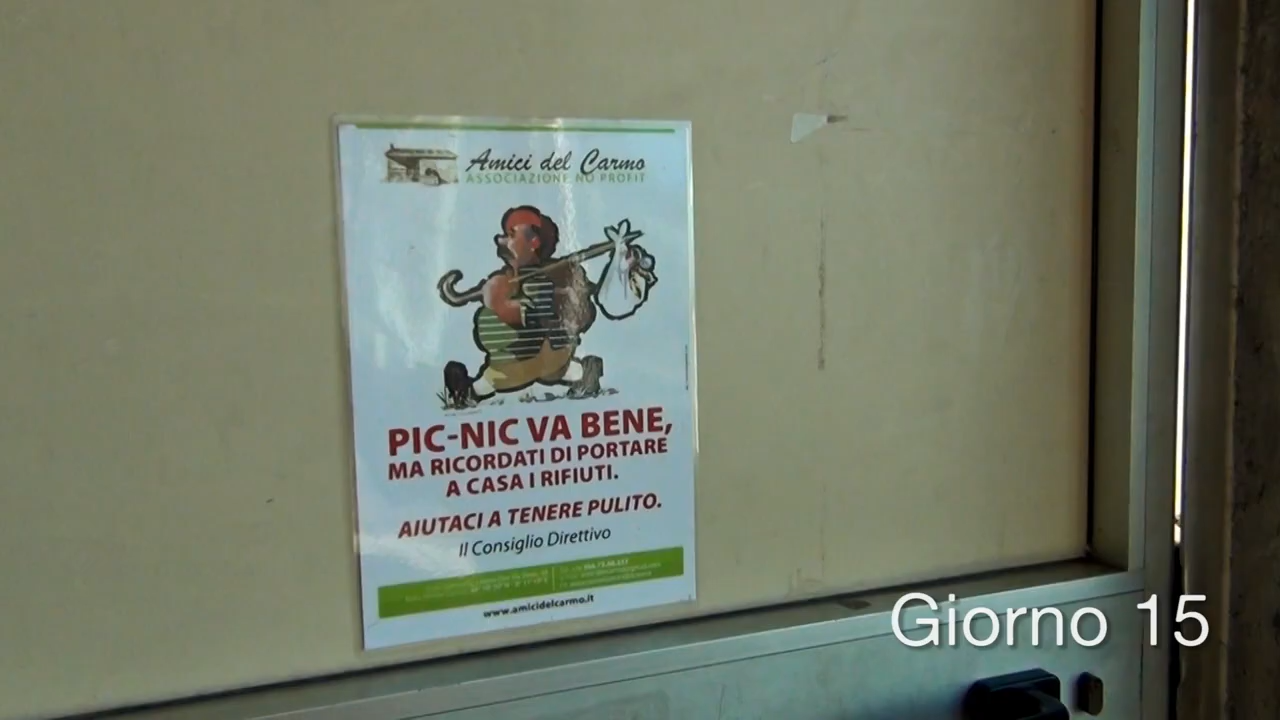 Amici del Carmo
ASSOCIAZIONE NO PROFIT
PIC-NIC VA BENE,
MA RICORDATI DI PORTARE
A CASA I RIFIUTI.
AIUTACI A TENERE PULITO.
Il Consiglio Direttivo
www.amicidelcarmo.it
Giorno 15